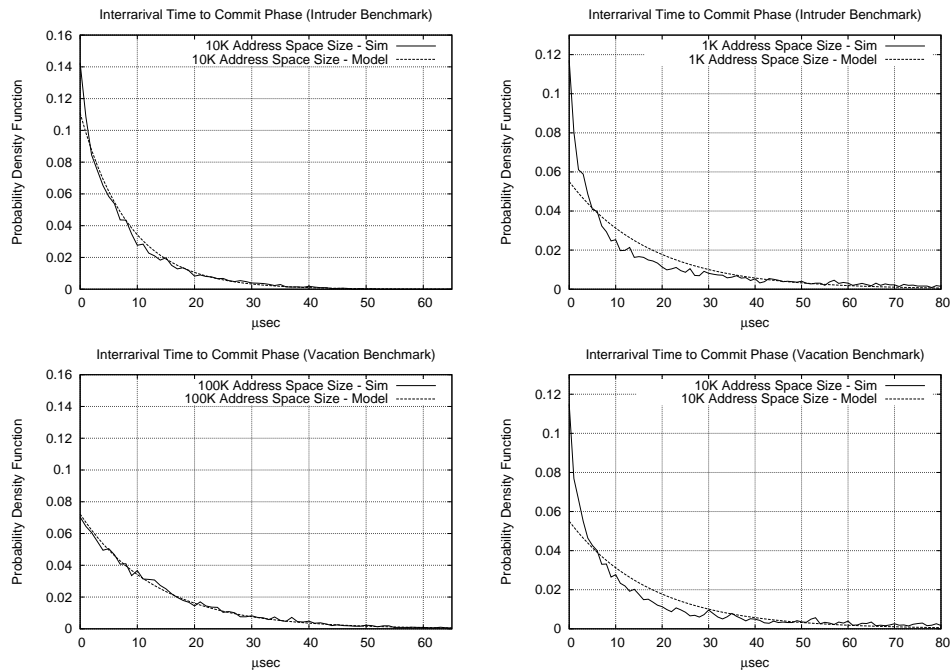 Interrarival Time to Commit Phase (Intruder Benchmark)
10K Address Space Size - Sim
10K Address Space Size - Model
Probability Density Function
0.16
0.14
0.12
0.1
0.08
0.06
0.04
0.02
0
0 10 20 30 40 50 60
μsec
Interrarival Time to Commit Phase (Intruder Benchmark)
1K Address Space Size - Sim
1K Address Space Size - Model
Probability Density Function
0.12
0.1
0.08
0.06
0.04
0.02
0
0 10 20 30 40 50 60 70 80
μsec
Interrarival Time to Commit Phase (Vacation Benchmark)
100K Address Space Size - Sim
100K Address Space Size - Model
Probability Density Function
0.16
0.14
0.12
0.1
0.08
0.06
0.04
0.02
0
0 10 20 30 40 50 60
μsec
Interrarival Time to Commit Phase (Vacation Benchmark)
10K Address Space Size - Sim
10K Address Space Size - Model
Probability Density Function
0.12
0.1
0.08
0.06
0.04
0.02
0
0 10 20 30 40 50 60 70 80
μsec